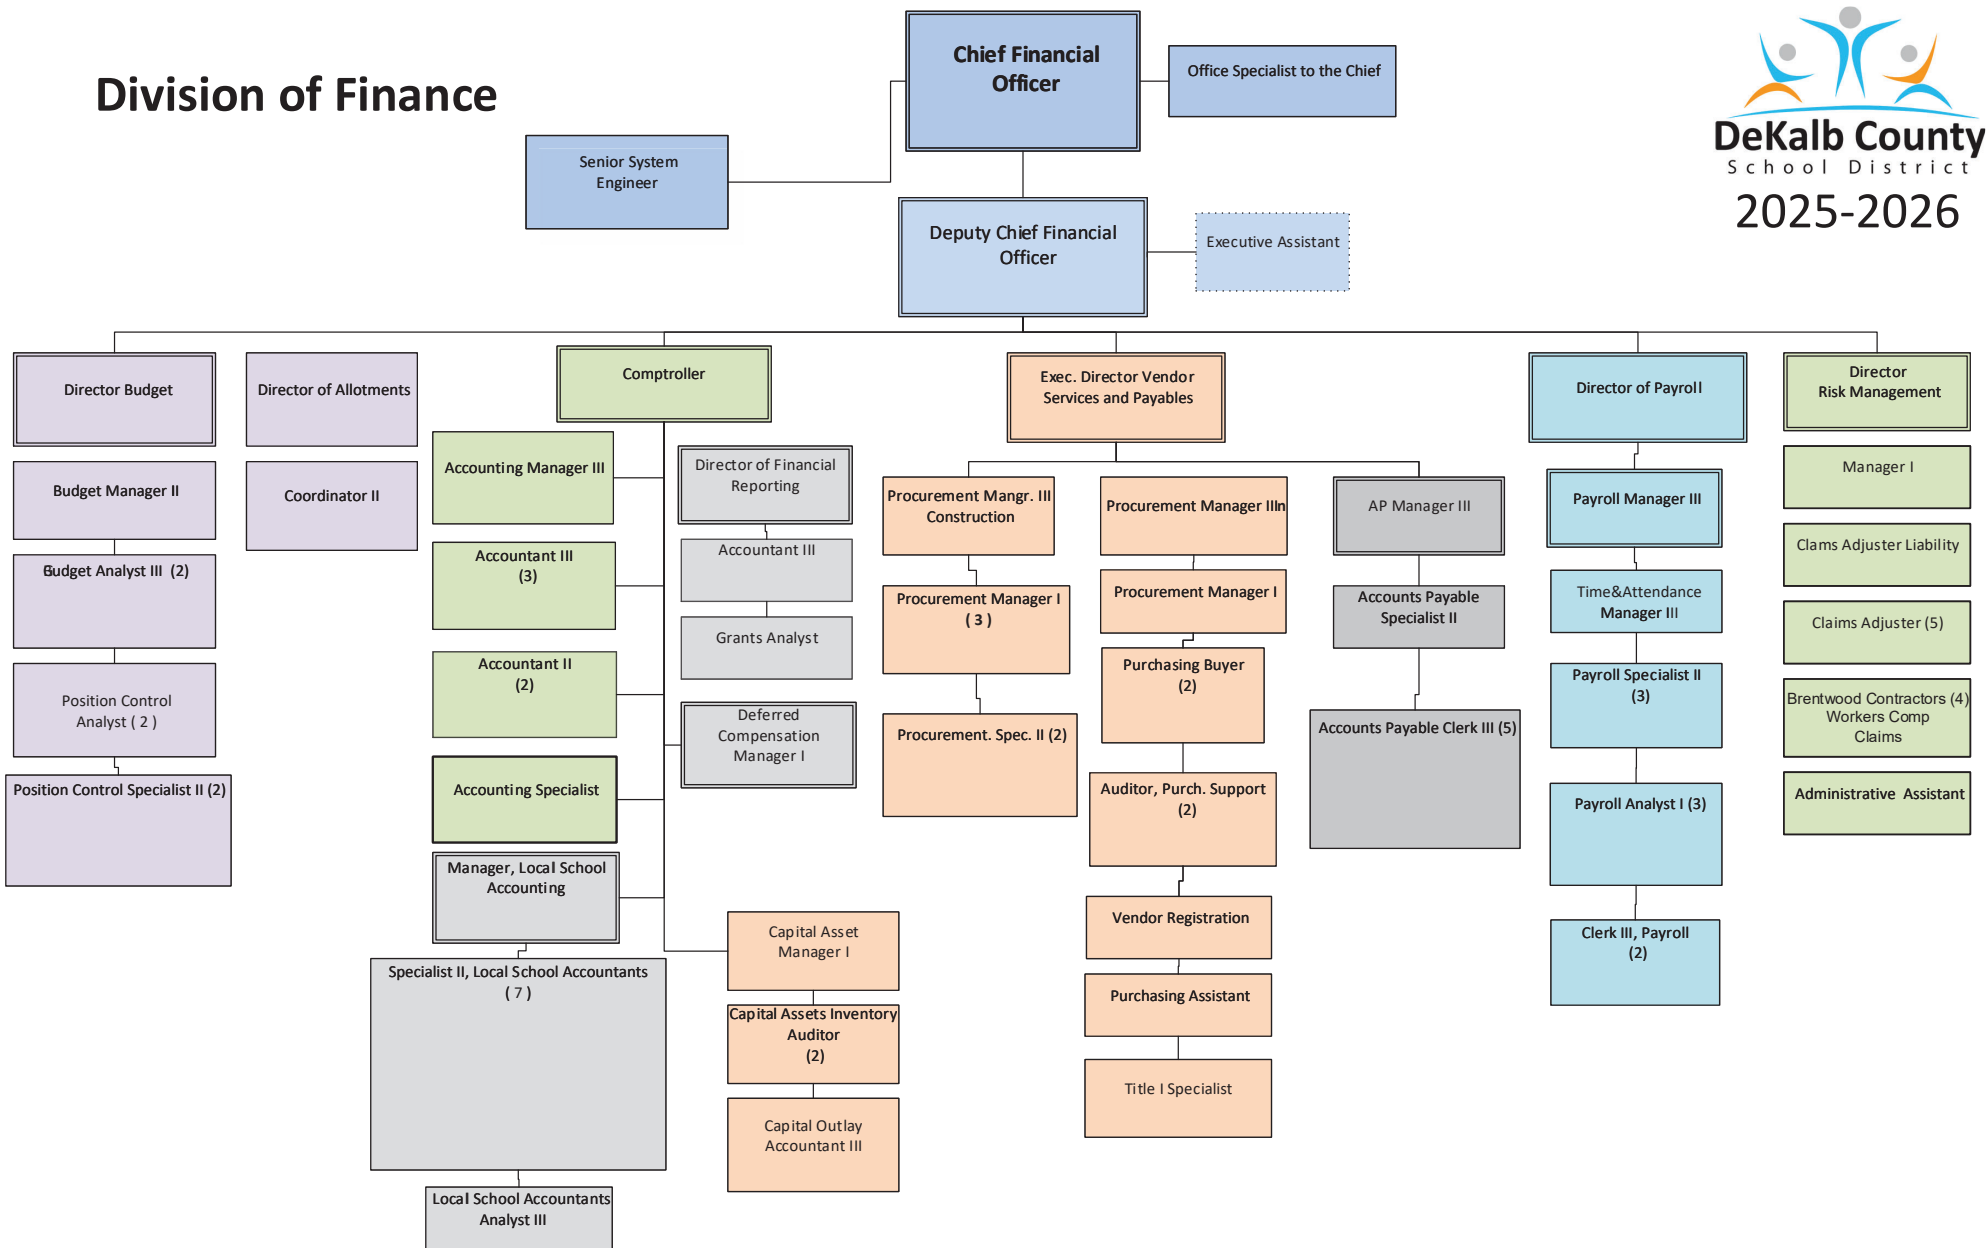 Division of Finance
Chief Financial
Officer
Office Specialist to the Chief
DeKalb County
School District
2025-2026
Senior System
Engineer
Deputy Chief Financial
Officer
Executive Assistant
Director Budget
Budget Manager II
Budget Analyst III (2)
Position Control
Analyst ( 2 )
Position Control Specialist II (2)
Director of Allotments
Coordinator II
Comptroller
Accounting Manager III
Accountant III
(3)
Accountant II
(2)
Accounting Specialist
Manager, Local School
Accounting
Specialist II, Local School Accountants
( 7 )
Local School Accountants
Analyst III
Director of Financial
Reporting
Accountant III
Grants Analyst
Deferred
Compensation
Manager I
Capital Asset
Manager I
Capital Assets Inventory
Auditor
(2)
Capital Outlay
Accountant III
Exec. Director Vendor
Services and Payables
Procurement Mangr. III
Construction
Procurement Manager I
( 3 )
Procurement. Spec. II (2)
Procurement Manager IIIn
Procurement Manager I
Purchasing Buyer
(2)
Auditor, Purch. Support
(2)
Vendor Registration
Purchasing Assistant
Title I Specialist
AP Manager III
Accounts Payable
Specialist II
Accounts Payable Clerk III (5)
Director of Payroll
Payroll Manager III
Time&Attendance
Manager III
Payroll Specialist II
(3)
Payroll Analyst I (3)
Clerk III, Payroll
(2)
Director
Risk Management
Manager I
Clams Adjuster Liability
Claims Adjuster (5)
Brentwood Contractors (4)
Workers Comp
Claims
Administrative Assistant